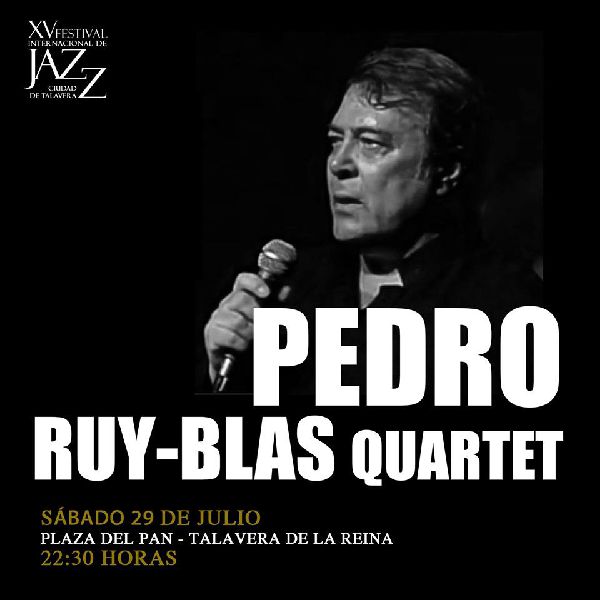 XV FESTIVAL
INTERNACIONAL DE
JAZZ
CIUDAD
DE TALAVERA
PEDRO
RUY-BLAS QUARTET
SÁBADO 29 DE JULIO
PLAZA DEL PAN - TALAVERA DE LA REINA
22:30 HORAS